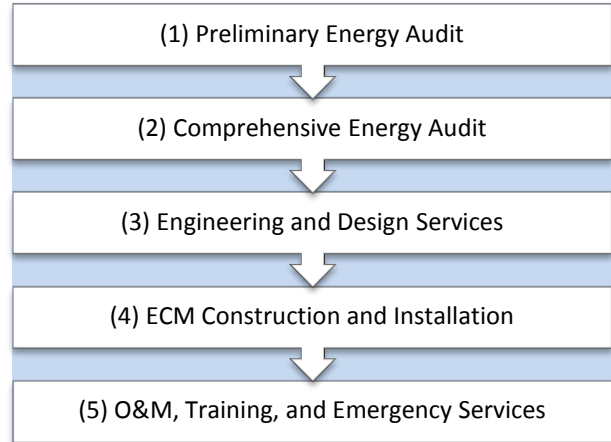 (1) Preliminary Energy Audit
(2) Comprehensive Energy Audit
(3) Engineering and Design Services
(4) ECM Construction and Installation
(5) O&M, Training, and Emergency Services